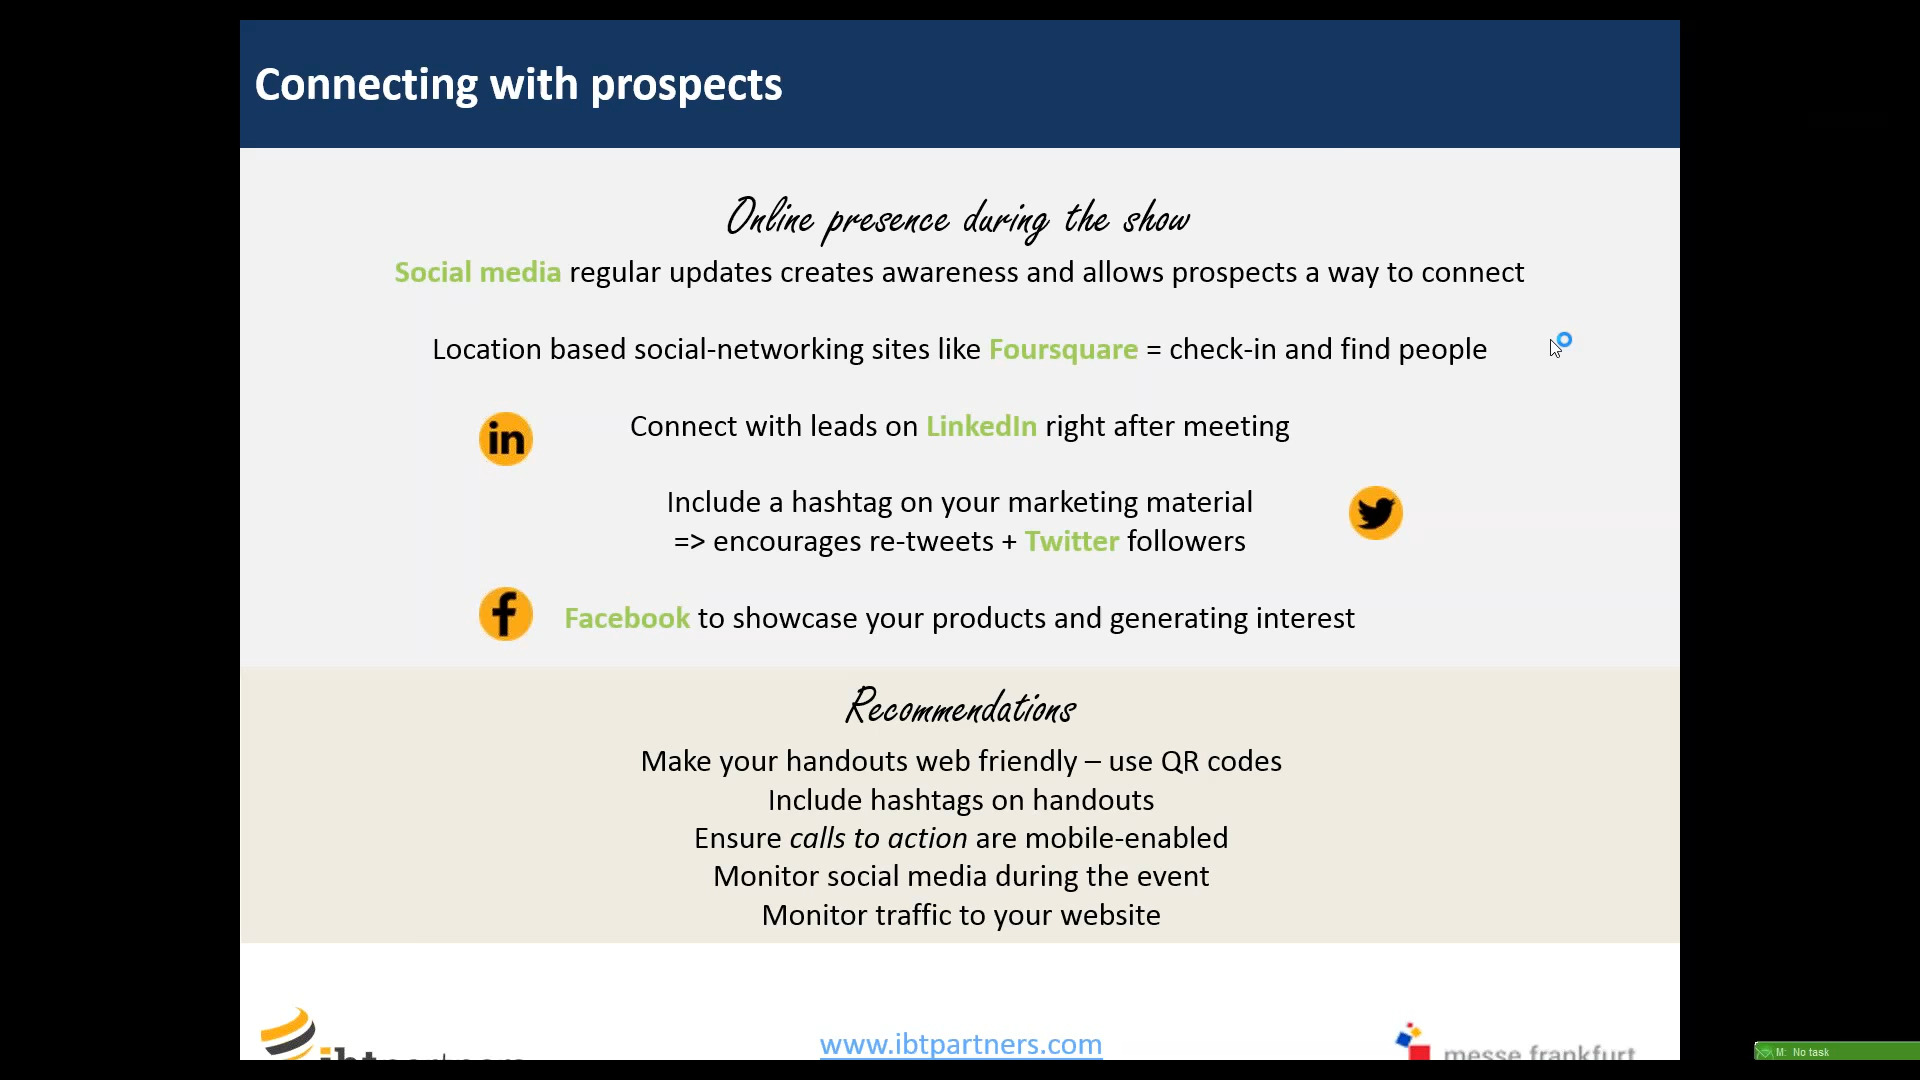 Connecting with prospects
Online presence during the show
Social media regular updates creates awareness and allows prospects a way to connect
Location based social-networking sites like Foursquare = check-in and find people
in
Connect with leads on LinkedIn right after meeting
Include a hashtag on your marketing material
=> encourages re-tweets + Twitter followers
f
Facebook to showcase your products and generating interest
Recommendations
Make your handouts web friendly – use QR codes
Include hashtags on handouts
Ensure calls to action are mobile-enabled
Monitor social media during the event
Monitor traffic to your website
www.ibtpartners.com
messe frankfurt
M: No task